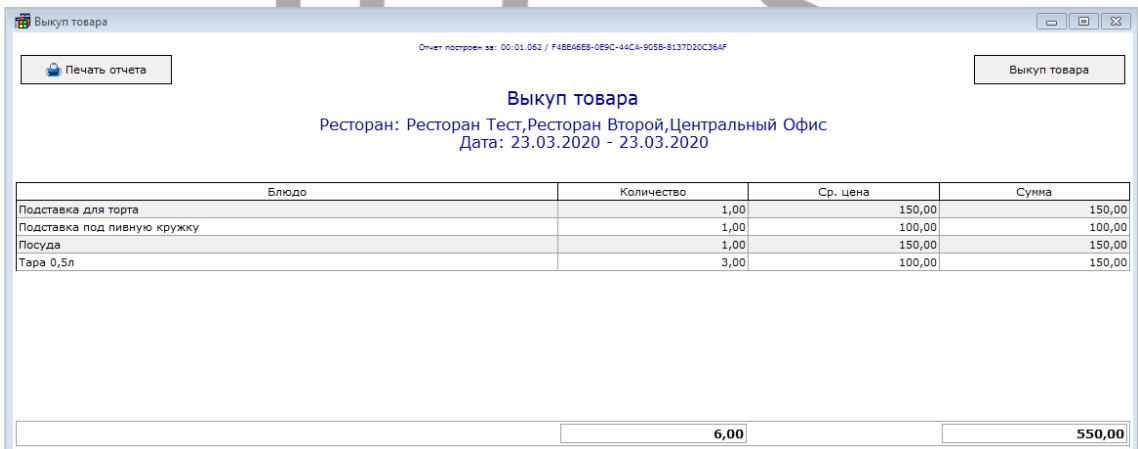 Выкуп товара
Отчет построен за: 00:01.062 / F4BEA6E8-0E9C-44CA-905B-8137D20C36AF
Печать отчета Выкуп товара
Выкуп товара
Ресторан: Ресторан Тест,Ресторан Второй,Центральный Офис
Дата: 23.03.2020 - 23.03.2020
Блюдо Количество Ср. цена Сумма
Подставка для торта 1,00 150,00 150,00
Подставка под пивную кружку 1,00 100,00 100,00
Посуда 1,00 150,00 150,00
Тара 0,5л 3,00 100,00 150,00
6,00 550,00